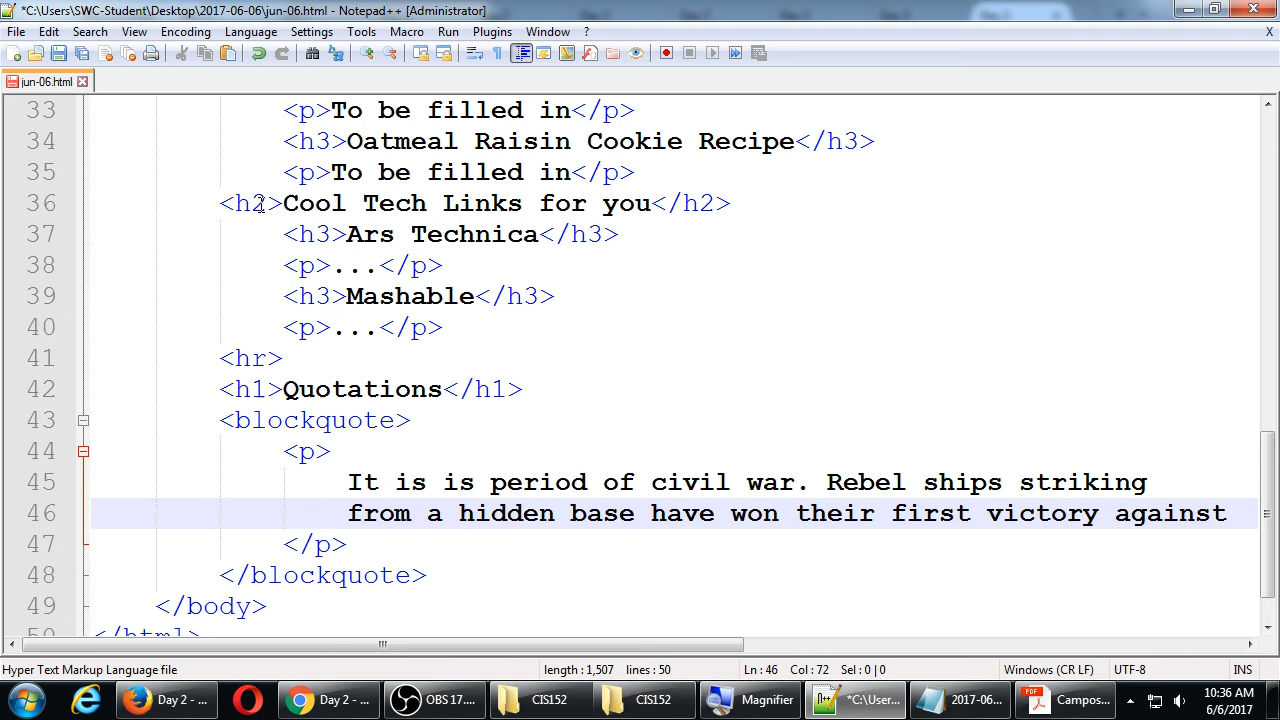 *C:\Users\SWC-Student\Desktop\2017-06-06\jun-06.html - Notepad++ [Administrator]
File Edit Search View Encoding Language Settings Tools Macro Run Plugins Window ? X
jun-06.html
33 <p>To be filled in</p>
34 <h3>Oatmeal Raisin Cookie Recipe</h3>
35 <p>To be filled in</p>
36 <h2>Cool Tech Links for you</h2>
37 <h3>Ars Technica</h3>
38 <p>...</p>
39 <h3>Mashable</h3>
40 <p>...</p>
41 <hr>
42 <h1>Quotations</h1>
43 <blockquote>
44 <p>
45 It is is period of civil war. Rebel ships striking
46 from a hidden base have won their first victory against
47 </p>
48 </blockquote>
49 </body>
50 </html>
Hyper Text Markup Language file length : 1,507 lines : 50 Ln : 46 Col : 72 Sel : 0 | 0 Windows (CR LF) UTF-8 INS
Day 2 - ... Day 2 - ... OBS 17.... CIS152 CIS152 Magnifier *C:\User... 2017-06... PDF Campos... 10:36 AM
6/6/2017